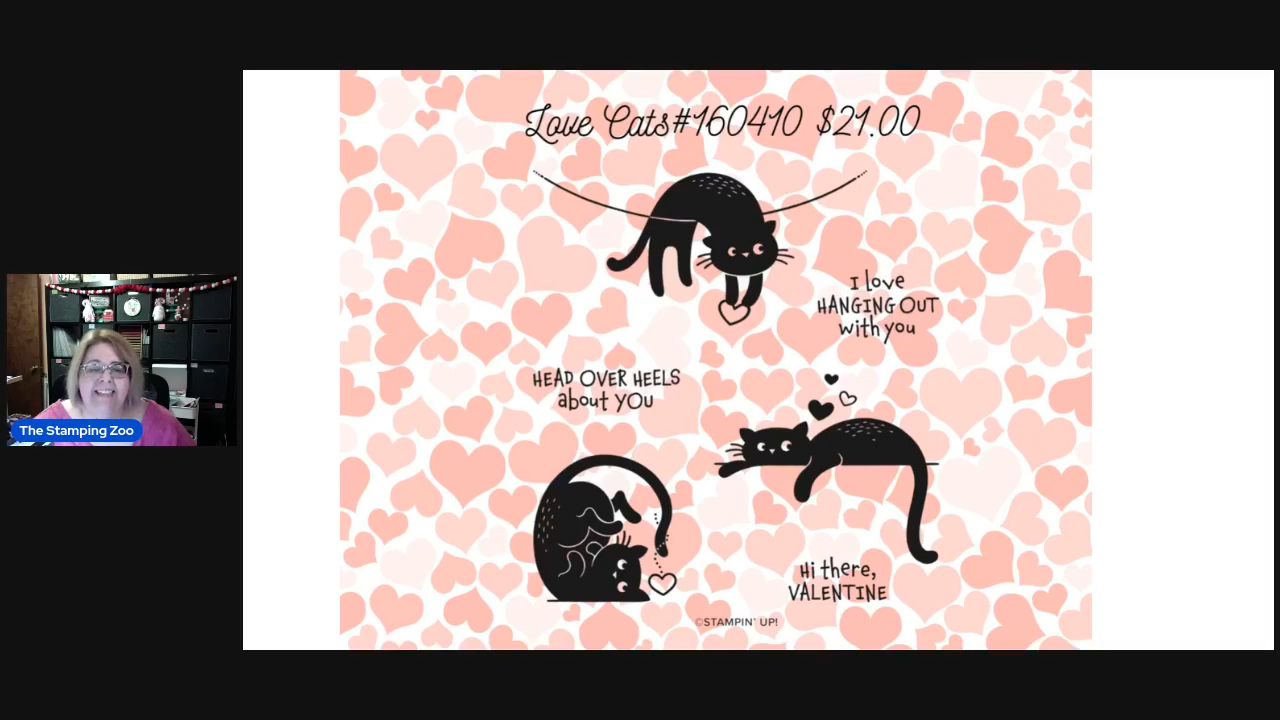 Love Cats#160410 $21.00
I love
HANGING OUT
with you
HEAD OVER HEELS
about YOU
Hi there,
VALENTINE
©STAMPIN' UP!
The Stamping Zoo